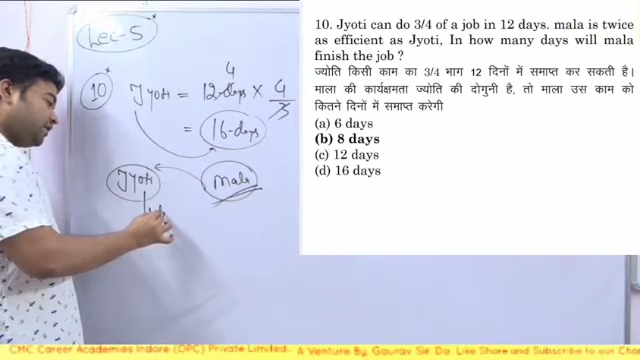 Lec-5
10. Jyoti can do 3/4 of a job in 12 days. mala is twice
as efficient as Jyoti, In how many days will mala
finish the job ?
ज्योति किसी काम का 3/4 भाग 12 दिनों में समाप्त कर सकती है।
माला की कार्यक्षमता ज्योति की दोगुनी है, तो माला उस काम को
कितने दिनों में समाप्त करेगी
(a) 6 days
(b) 8 days
(c) 12 days
(d) 16 days
4
10 Jyoti = 12-days × 4/3
= 16-days
Jyoti Mala
CMC Career Academies Indore (OPC) Private Limited. A Venture By. Gaurav Sir. Do Like Share and Subscribe to our Chan